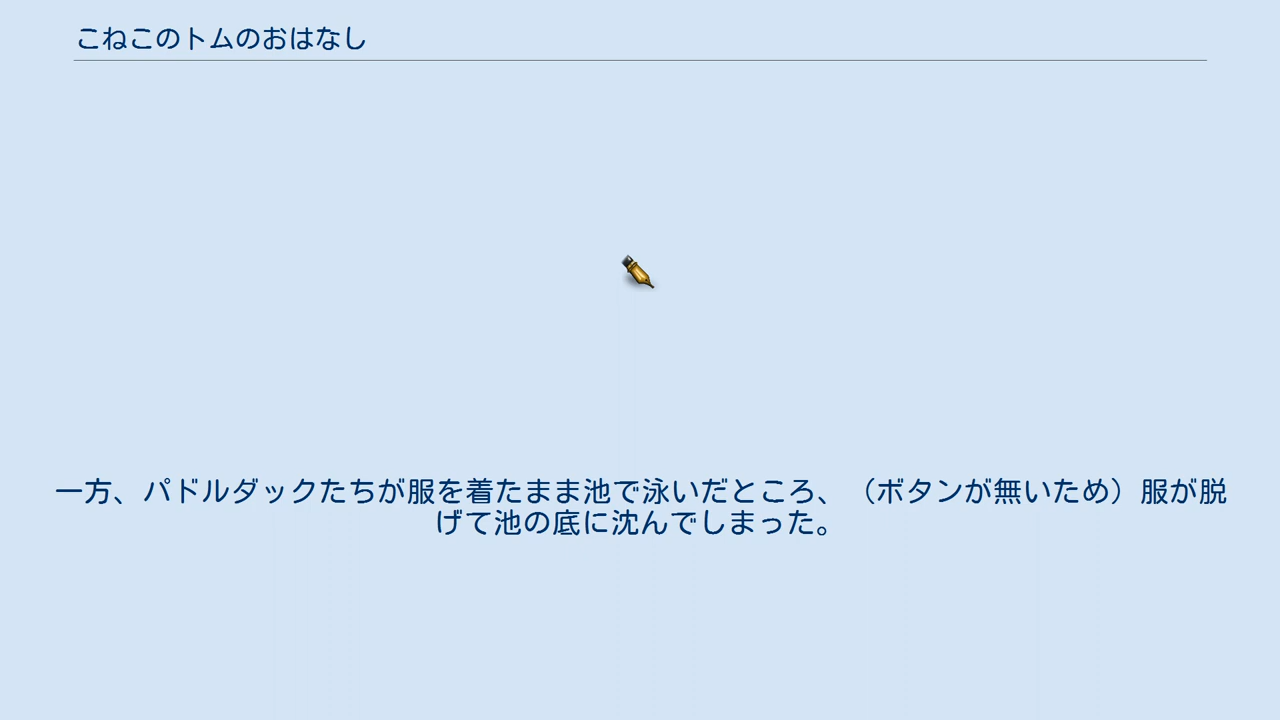 こねこのトムのおはなし
一方、パドルダックたちが服を着たまま池で泳いだところ、（ボタンが無いため）服が脱
げて池の底に沈んでしまった。